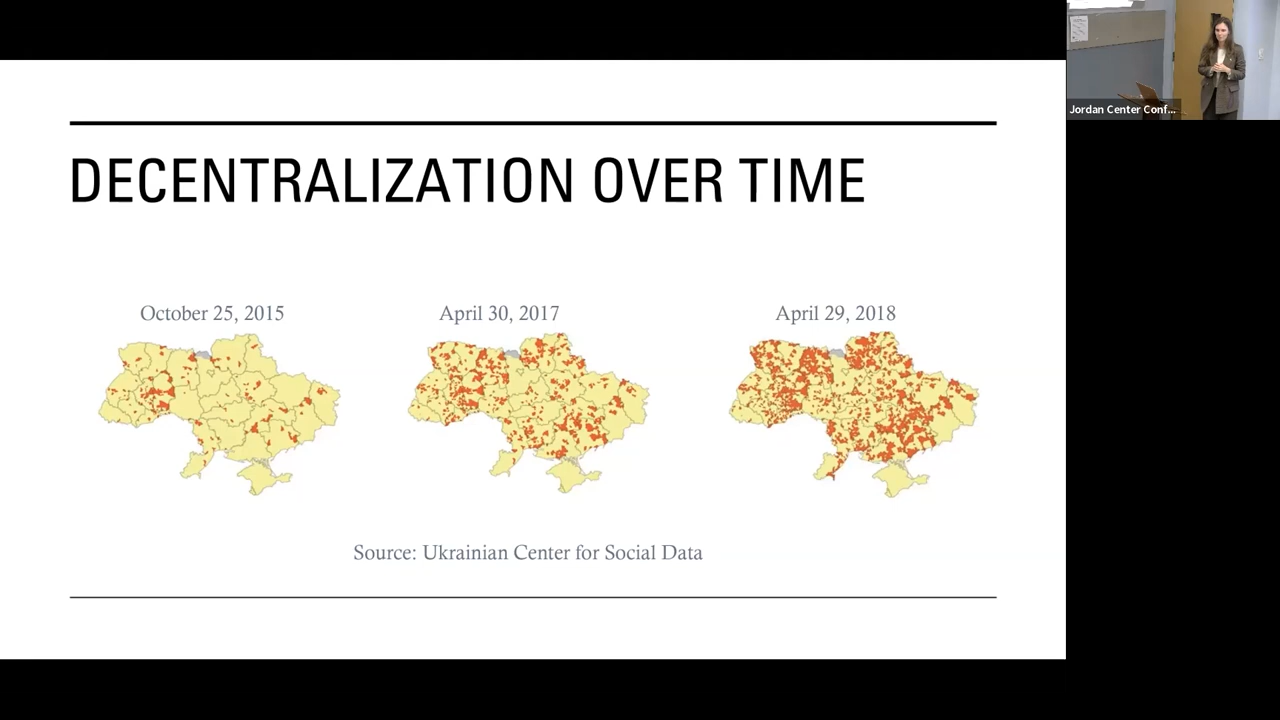 Jordan Center Conf...
DECENTRALIZATION OVER TIME
October 25, 2015
April 30, 2017
April 29, 2018
Source: Ukrainian Center for Social Data